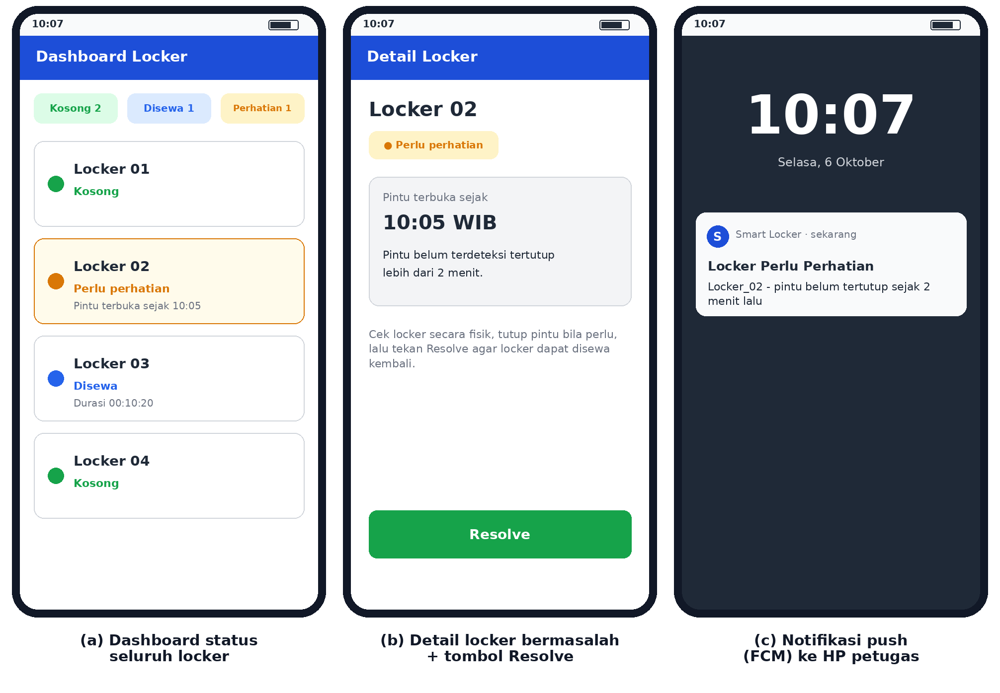 10:07
Dashboard Locker
Kosong 2
Disewa 1
Perhatian 1
Locker 01
Kosong
Locker 02
Perlu perhatian
Pintu terbuka sejak 10:05
Locker 03
Disewa
Durasi 00:10:20
Locker 04
Kosong
(a) Dashboard status
seluruh locker
10:07
Detail Locker
Locker 02
Perlu perhatian
Pintu terbuka sejak
10:05 WIB
Pintu belum terdeteksi tertutup
lebih dari 2 menit.
Cek locker secara fisik, tutup pintu bila perlu,
lalu tekan Resolve agar locker dapat disewa
kembali.
Resolve
(b) Detail locker bermasalah
+ tombol Resolve
10:07
10:07
Selasa, 6 Oktober
S
Smart Locker · sekarang
Locker Perlu Perhatian
Locker_02 - pintu belum tertutup sejak 2
menit lalu
(c) Notifikasi push
(FCM) ke HP petugas